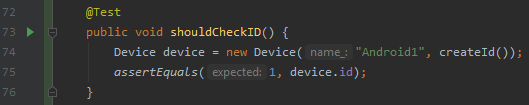 72 @Test
73 public void shouldCheckID() {
74 Device device = new Device( name_: "Android1", createId());
75 assertEquals( expected: 1, device.id);
76 }